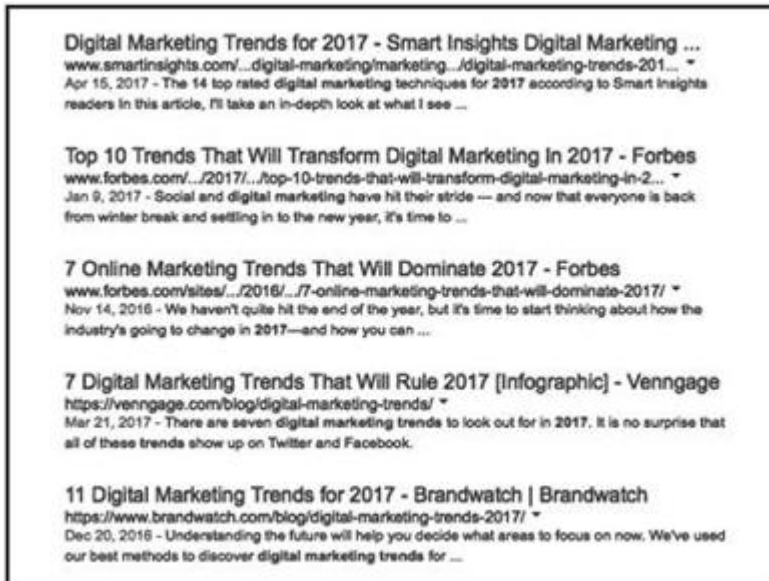 Digital Marketing Trends for 2017 - Smart Insights Digital Marketing ...
www.smartinsights.com/...digital-marketing/marketing.../digital-marketing-trends-201...
Apr 15, 2017 - The 14 top rated digital marketing techniques for 2017 according to Smart Insights
readers In this article, I'll take an in-depth look at what I see ...
Top 10 Trends That Will Transform Digital Marketing In 2017 - Forbes
www.forbes.com/.../2017/.../top-10-trends-that-will-transform-digital-marketing-in-2...
Jan 9, 2017 - Social and digital marketing have hit their stride — and now that everyone is back
from winter break and settling in to the new year, it's time to ...
7 Online Marketing Trends That Will Dominate 2017 - Forbes
www.forbes.com/sites/.../2016/.../7-online-marketing-trends-that-will-dominate-2017/
Nov 14, 2016 - We haven't quite hit the end of the year, but it's time to start thinking about how the
industry's going to change in 2017—and how you can ...
7 Digital Marketing Trends That Will Rule 2017 [Infographic] - Venngage
https://venngage.com/blog/digital-marketing-trends/
Mar 21, 2017 - There are seven digital marketing trends to look out for in 2017. It is no surprise that
all of these trends show up on Twitter and Facebook.
11 Digital Marketing Trends for 2017 - Brandwatch | Brandwatch
https://www.brandwatch.com/blog/digital-marketing-trends-2017/
Dec 20, 2016 - Understanding the future will help you decide what areas to focus on now. We've used
our best methods to discover digital marketing trends for ...